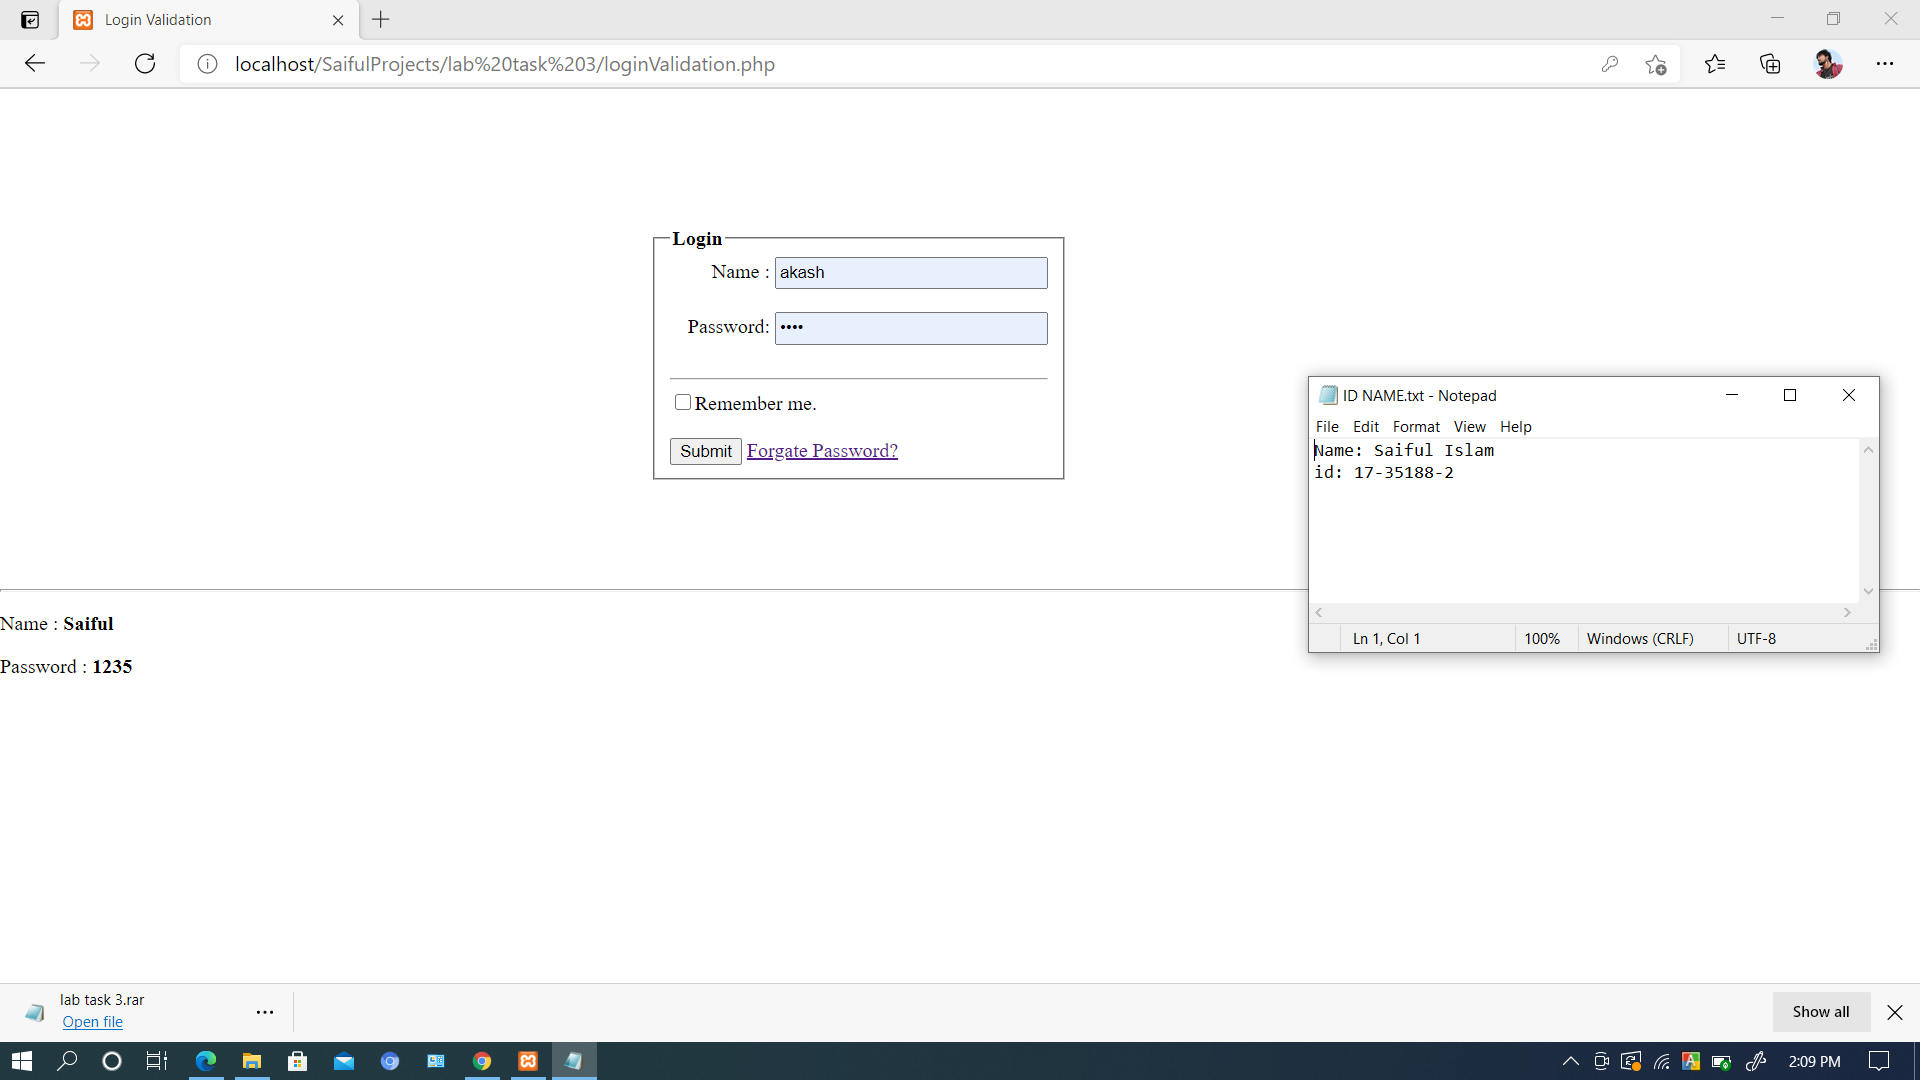 Login Validation
localhost/SaifulProjects/lab%20task%203/loginValidation.php
Login
Name : akash
Password: ••••
Remember me.
Submit Forgate Password?
ID NAME.txt - Notepad
File Edit Format View Help
Name: Saiful Islam
id: 17-35188-2
Ln 1, Col 1 100% Windows (CRLF) UTF-8
Name : Saiful
Password : 1235
lab task 3.rar
Open file
Show all
2:09 PM